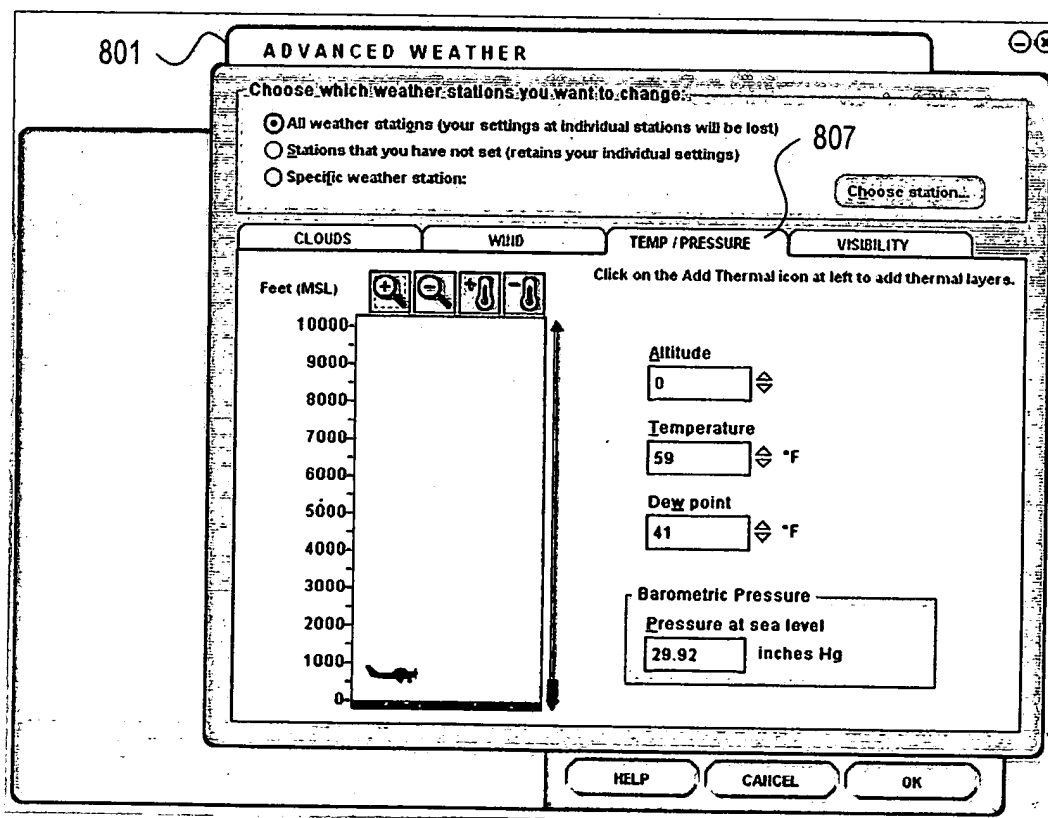 801
ADVANCED WEATHER
Choose which weather stations you want to change:
All weather stations (your settings at individual stations will be lost)
807
Stations that you have not set (retains your individual settings)
Specific weather station:
Choose station...
CLOUDS WIND TEMP / PRESSURE VISIBILITY
Click on the Add Thermal icon at left to add thermal layers.
Feet (MSL)
10000
9000
8000
7000
6000
5000
4000
3000
2000
1000
0
Altitude
0
Temperature
59 °F
Dew point
41 °F
Barometric Pressure
Pressure at sea level
29.92 inches Hg
HELP CANCEL OK